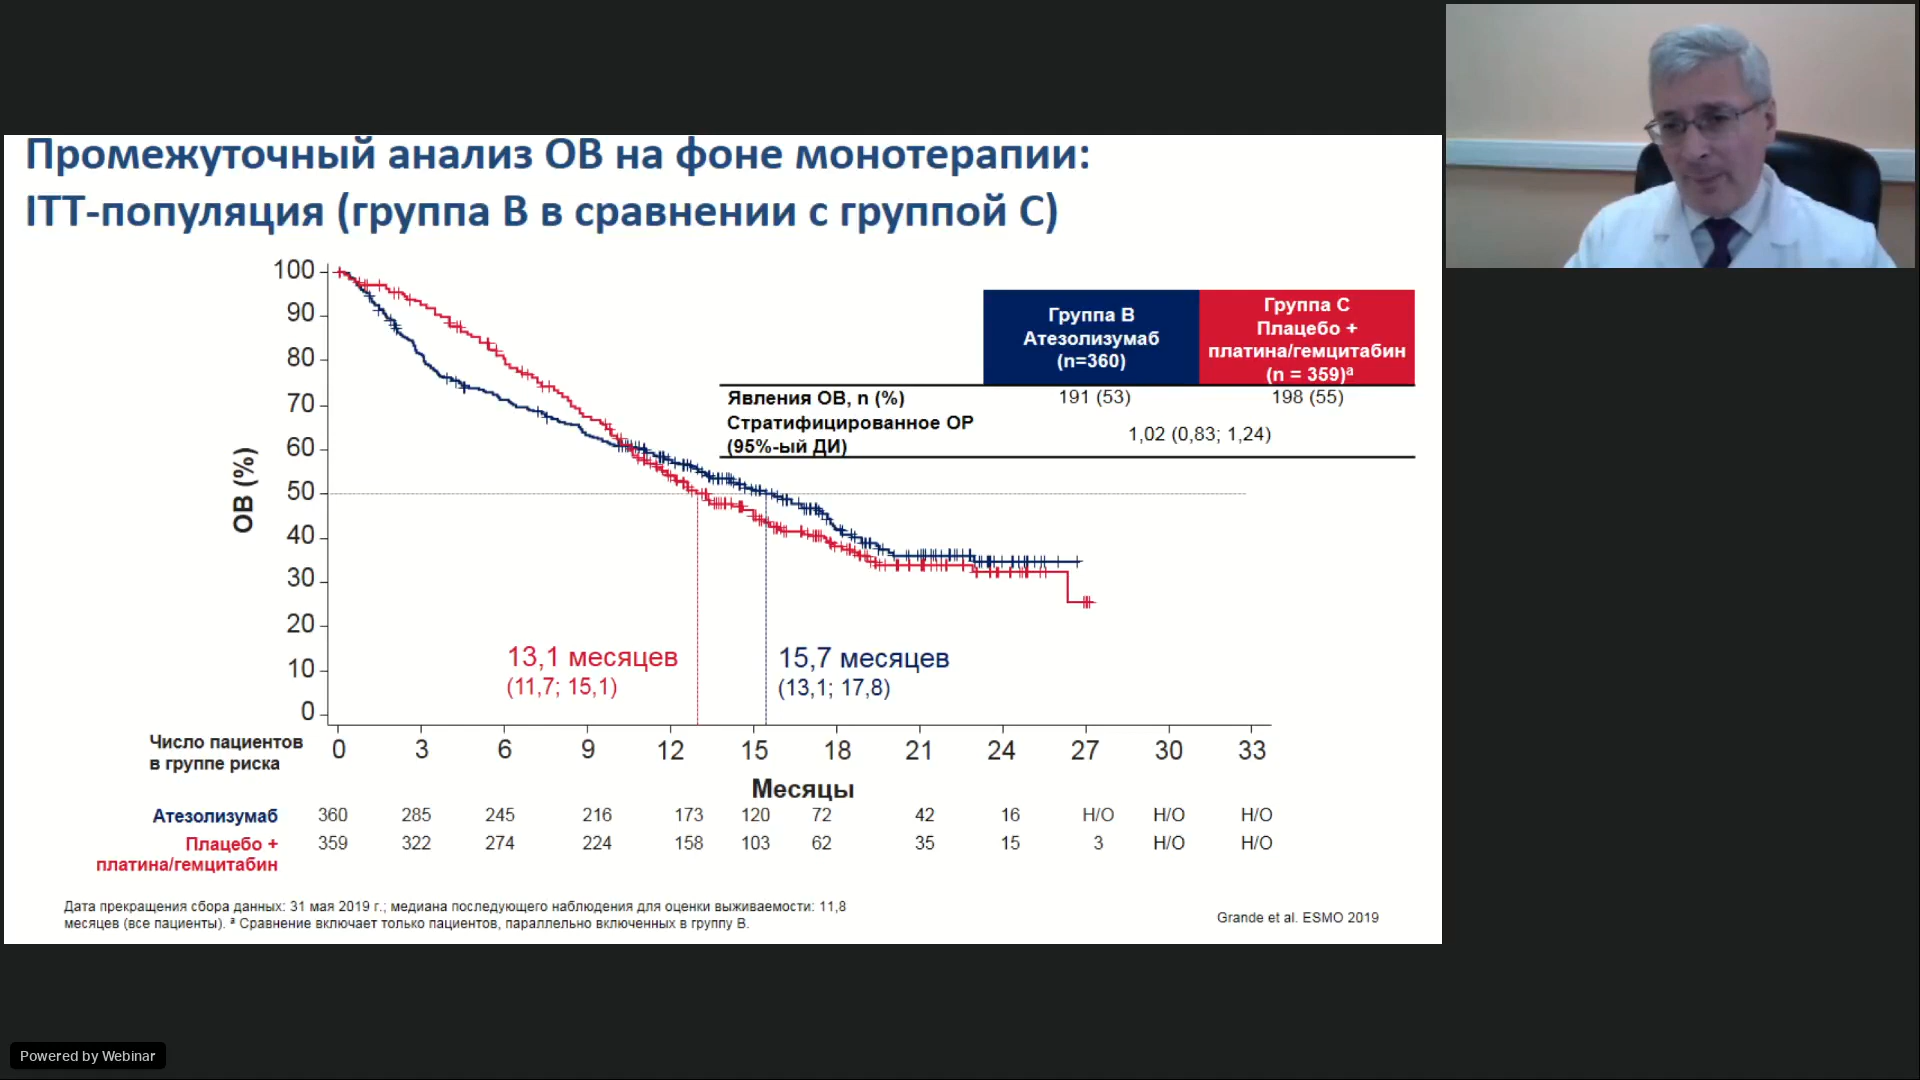 Промежуточный анализ ОВ на фоне монотерапии:
ITT-популяция (группа B в сравнении с группой C)
100
90
80
70
60
50
40
30
20
10
0
ОВ (%)
Группа B
Атезолизумаб
(n=360)
Группа C
Плацебо +
платина/гемцитабин
(n = 359)ᵃ
Явления ОВ, n (%)
191 (53)
198 (55)
Стратифицированное ОР
(95%-ый ДИ)
1,02 (0,83; 1,24)
13,1 месяцев
(11,7; 15,1)
15,7 месяцев
(13,1; 17,8)
Число пациентов
в группе риска
0 3 6 9 12 15 18 21 24 27 30 33
Месяцы
Атезолизумаб 360 285 245 216 173 120 72 42 16 Н/О Н/О Н/О
Плацебо +
платина/гемцитабин
359 322 274 224 158 103 62 35 15 3 Н/О Н/О
Дата прекращения сбора данных: 31 мая 2019 г.; медиана последующего наблюдения для оценки выживаемости: 11,8
месяцев (все пациенты). ᵃ Сравнение включает только пациентов, параллельно включенных в группу B.
Grande et al. ESMO 2019
Powered by Webinar